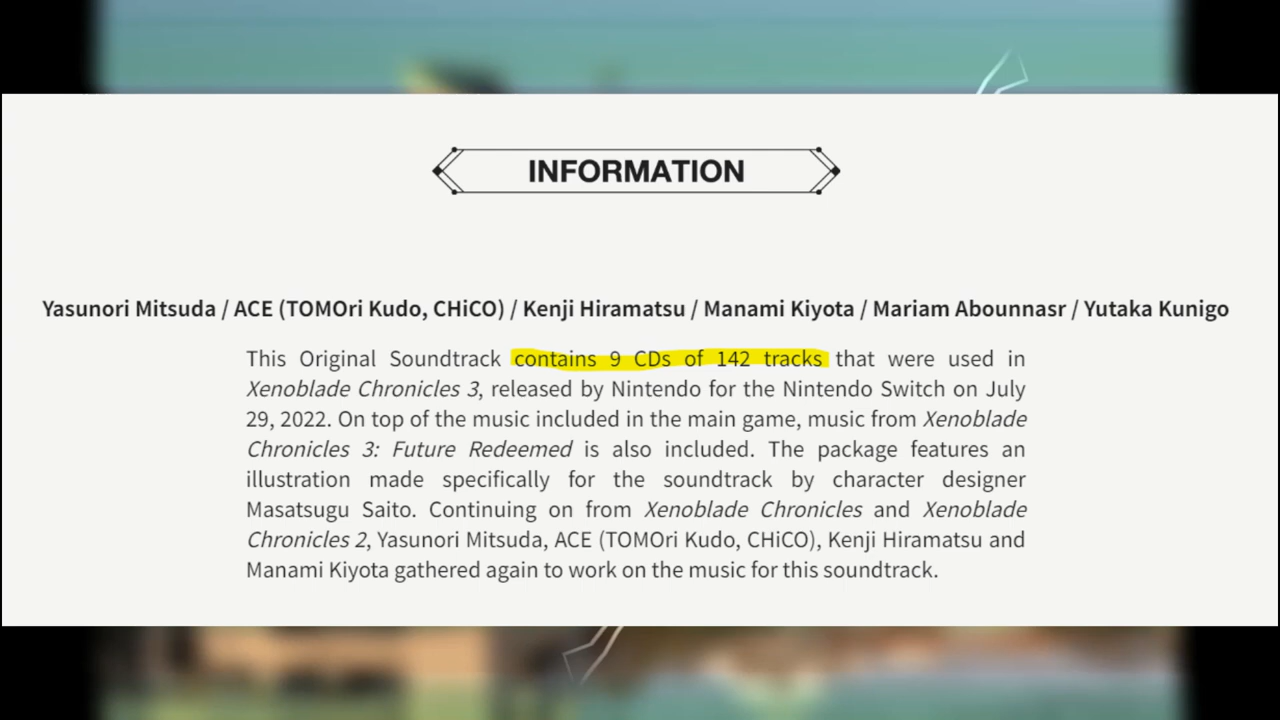 INFORMATION
Yasunori Mitsuda / ACE (TOMOri Kudo, CHiCO) / Kenji Hiramatsu / Manami Kiyota / Mariam Abounnasr / Yutaka Kunigo
This Original Soundtrack contains 9 CDs of 142 tracks that were used in
Xenoblade Chronicles 3, released by Nintendo for the Nintendo Switch on July
29, 2022. On top of the music included in the main game, music from Xenoblade
Chronicles 3: Future Redeemed is also included. The package features an
illustration made specifically for the soundtrack by character designer
Masatsugu Saito. Continuing on from Xenoblade Chronicles and Xenoblade
Chronicles 2, Yasunori Mitsuda, ACE (TOMOri Kudo, CHiCO), Kenji Hiramatsu and
Manami Kiyota gathered again to work on the music for this soundtrack.